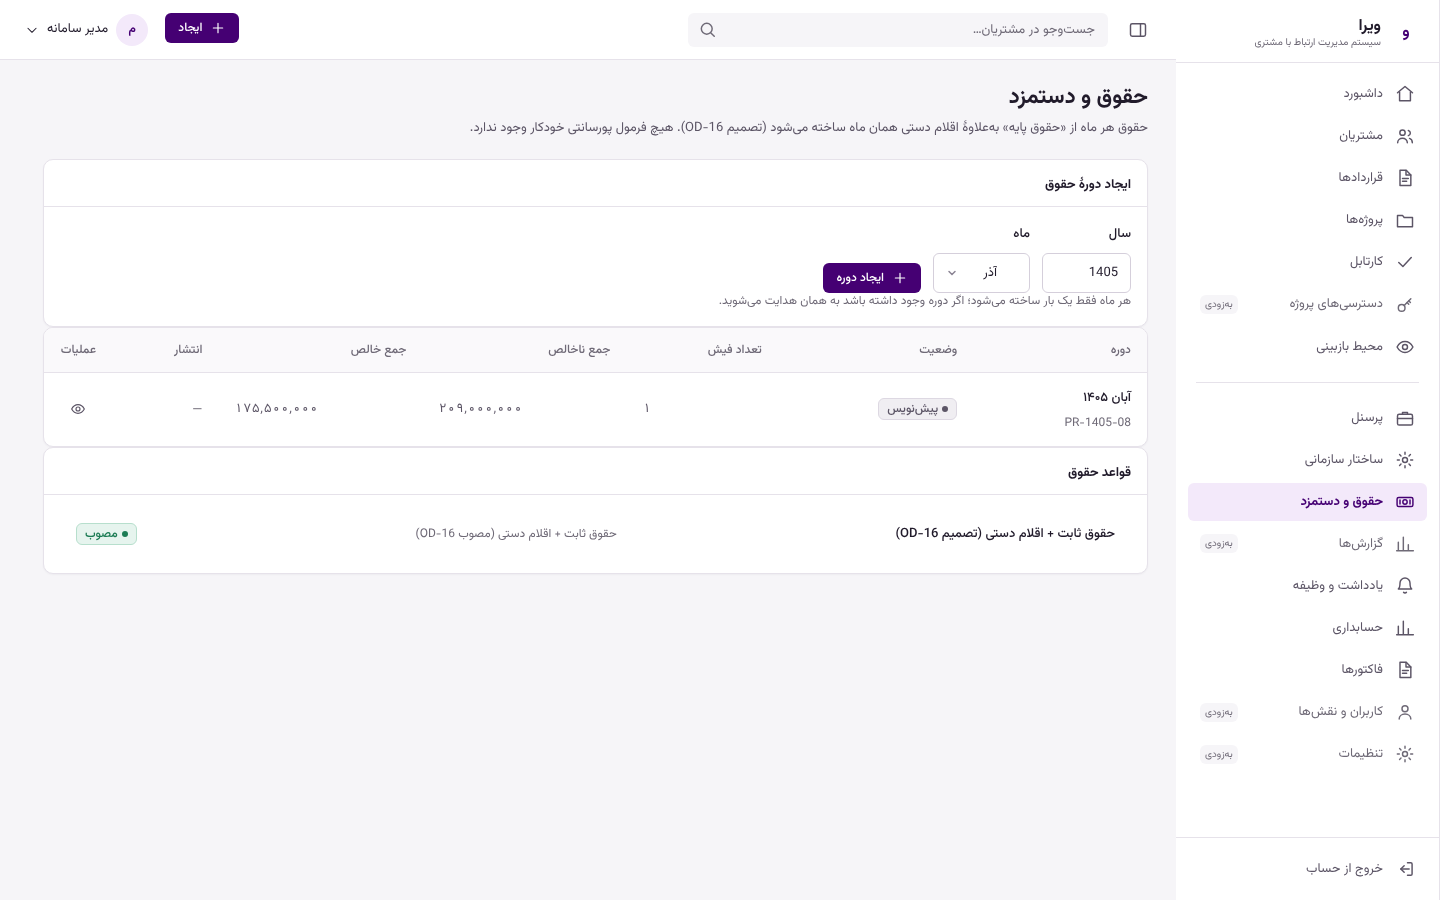 و
ویرا
سیستم مدیریت ارتباط با مشتری
جست‌وجو در مشتریان...
ایجاد
م
مدیر سامانه
داشبورد
مشتریان
قراردادها
پروژه‌ها
کارتابل
دسترسی‌های پروژه
به‌زودی
محیط بازبینی
پرسنل
ساختار سازمانی
حقوق و دستمزد
گزارش‌ها
به‌زودی
یادداشت و وظیفه
حسابداری
فاکتورها
کاربران و نقش‌ها
به‌زودی
تنظیمات
به‌زودی
خروج از حساب
حقوق و دستمزد
حقوق هر ماه از «حقوق پایه» به‌علاوهٔ اقلام دستی همان ماه ساخته می‌شود (تصمیم OD-16). هیچ فرمول پورسانتی خودکار وجود ندارد.
ایجاد دورهٔ حقوق
سال ماه
1405 آذر ایجاد دوره
هر ماه فقط یک بار ساخته می‌شود؛ اگر دوره وجود داشته باشد به همان هدایت می‌شوید.
دوره وضعیت تعداد فیش جمع ناخالص جمع خالص انتشار عملیات
آبان ۱۴۰۵ پیش‌نویس ۱ ۲۰۹,۰۰۰,۰۰۰ ۱۷۵,۵۰۰,۰۰۰ —
PR-1405-08
قواعد حقوق
حقوق ثابت + اقلام دستی (تصمیم OD-16) حقوق ثابت + اقلام دستی (مصوب OD-16) مصوب